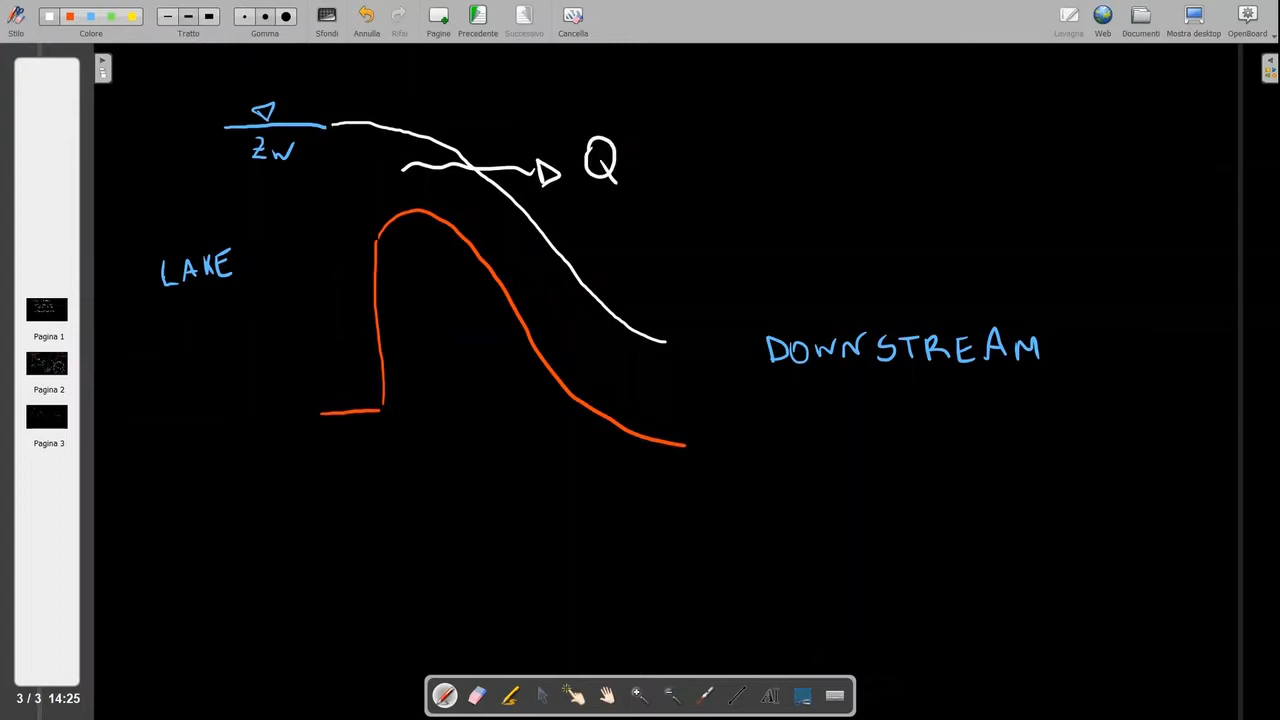 Stilo
Colore
Tratto
Gomma
Sfondi
Annulla
Rifai
Pagine
Precedente
Successivo
Cancella
Lavagna
Web
Documenti
Mostra desktop
OpenBoard
Zw
Q
LAKE
DOWNSTREAM
Pagina 1
Pagina 2
Pagina 3
3 / 3 14:25
AI